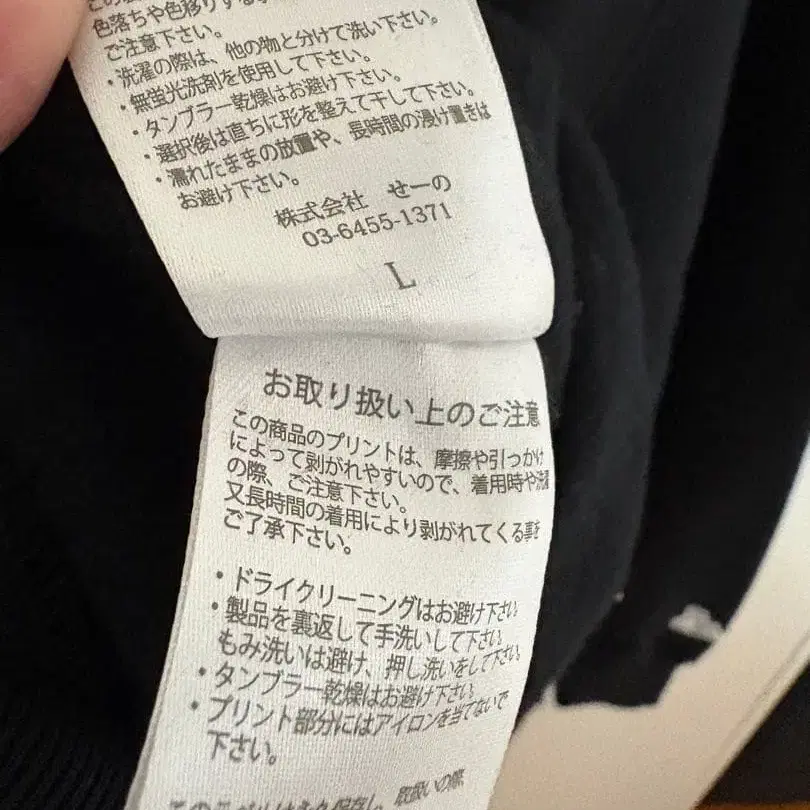 色落ちや色移りする
ご注意下さい。
・洗濯の際は、他の物と分けて洗い下さい。
・無蛍光洗剤を使用して下さい。
・タンブラー乾燥はお避け下さい。
・選択後は直ちに形を整えて干して下さい。
・濡れたままの放置や、長時間の浸け置きは
お避け下さい。
株式会社 せーの
03-6455-1371
L
お取り扱い上のご注意
この商品のプリントは、摩擦や引っかけ
によって剥がれやすいので、着用時や洗濯
の際、ご注意下さい。
又長時間の着用により剥がれてくる事を
ご了承下さい。
・ドライクリーニングはお避け下さい。
・製品を裏返して手洗いして下さい。
もみ洗いは避け、押し洗いをして下さい。
・タンブラー乾燥はお避け下さい。
・プリント部分にはアイロンを当てないで
下さい。
取扱いの際、